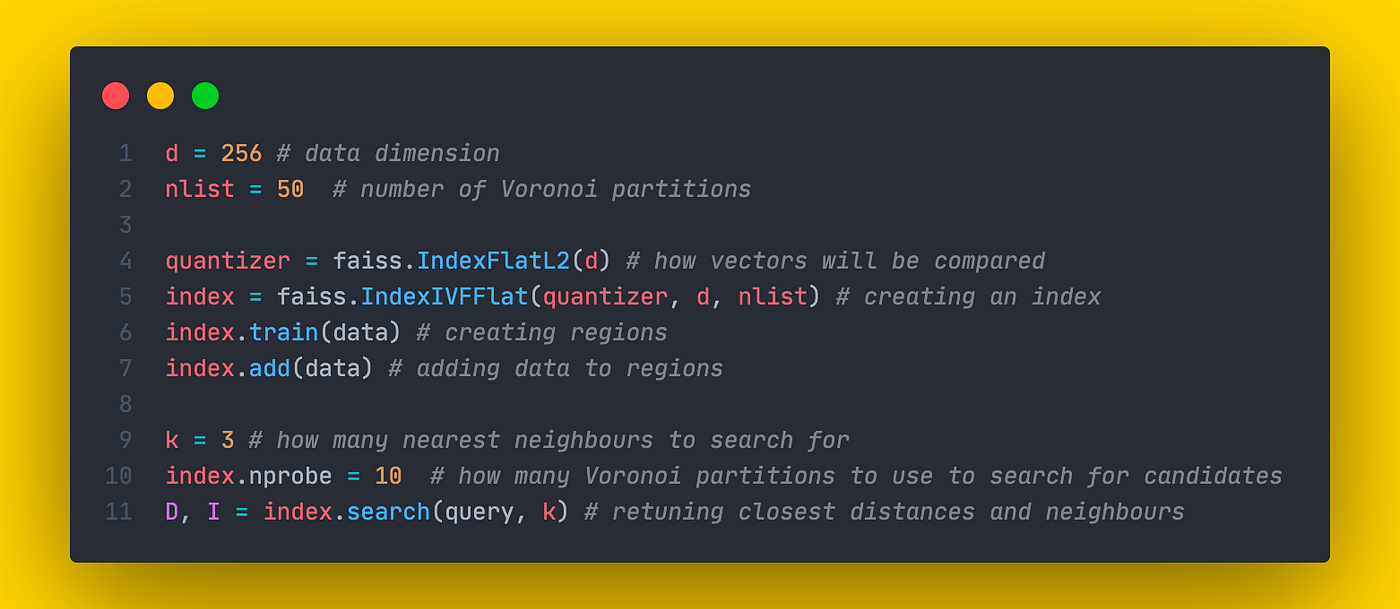 1 d = 256 # data dimension
2 nlist = 50  # number of Voronoi partitions
3
4 quantizer = faiss.IndexFlatL2(d) # how vectors will be compared
5 index = faiss.IndexIVFFlat(quantizer, d, nlist) # creating an index
6 index.train(data) # creating regions
7 index.add(data) # adding data to regions
8
9 k = 3 # how many nearest neighbours to search for
10 index.nprobe = 10  # how many Voronoi partitions to use to search for candidates
11 D, I = index.search(query, k) # retuning closest distances and neighbours